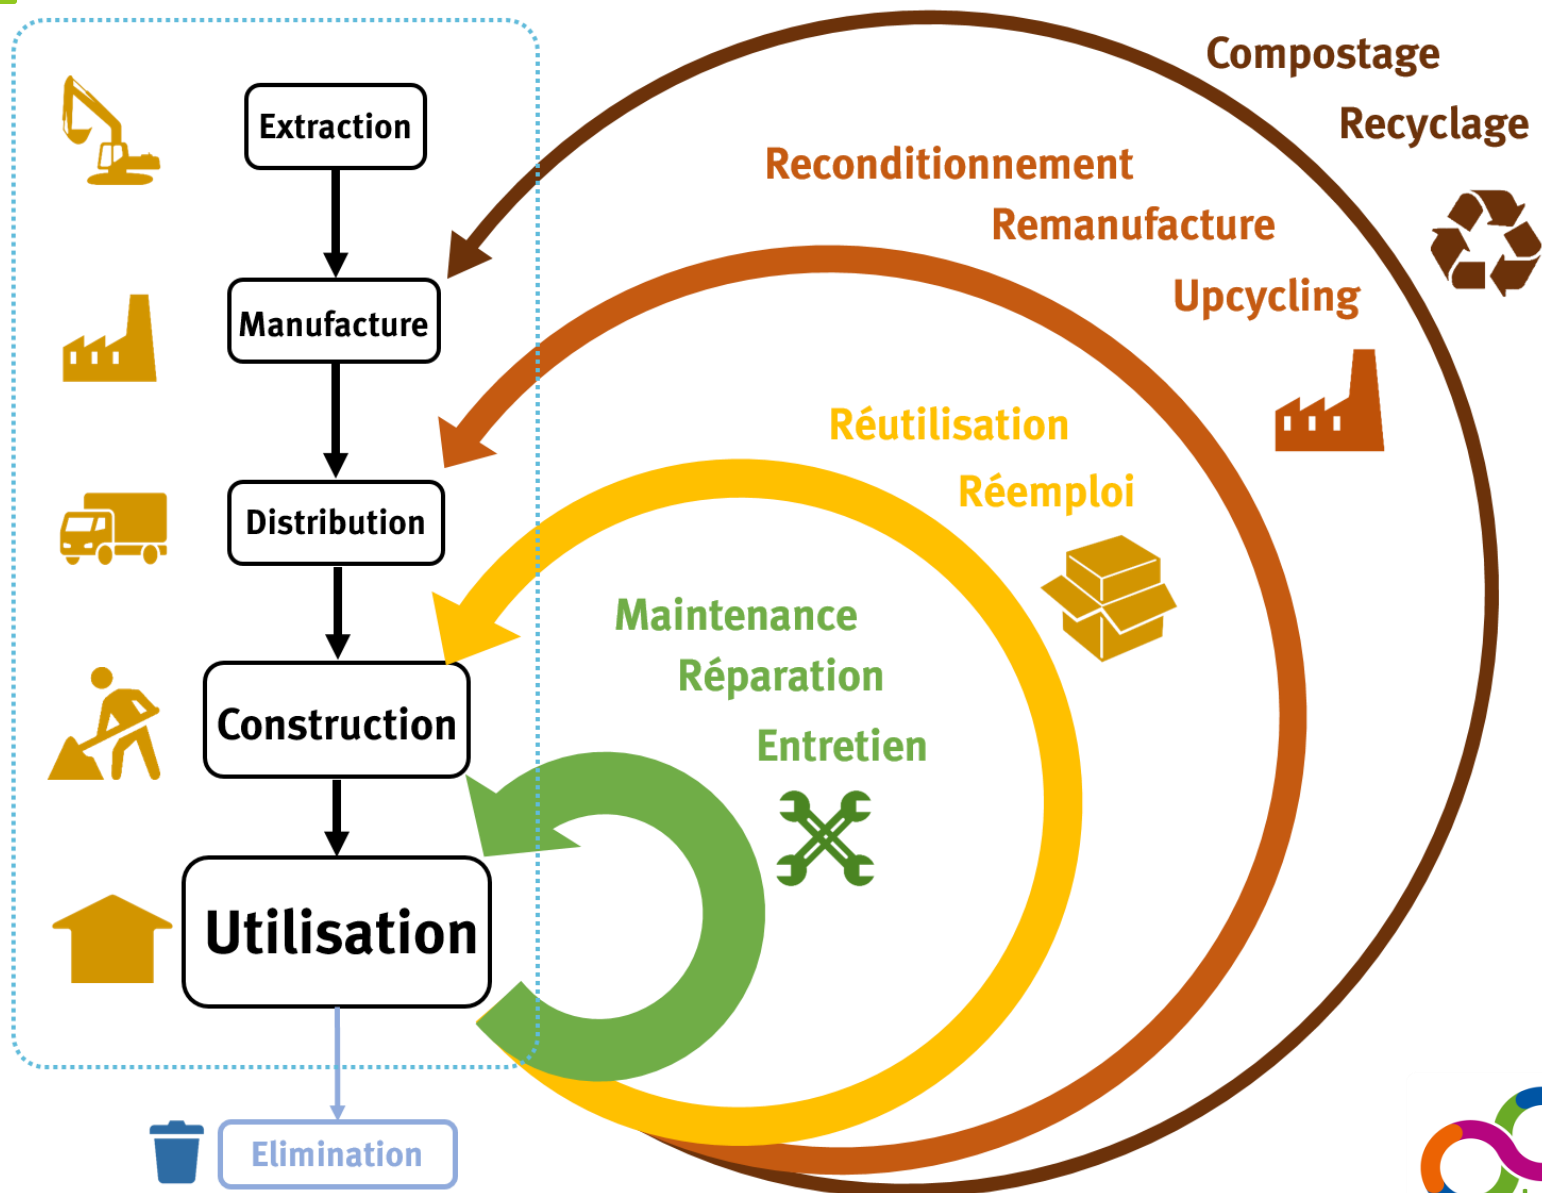 Extraction
Manufacture
Distribution
Construction
Utilisation
Elimination
Compostage
Recyclage
Reconditionnement
Remanufacture
Upcycling
Réutilisation
Réemploi
Maintenance
Réparation
Entretien